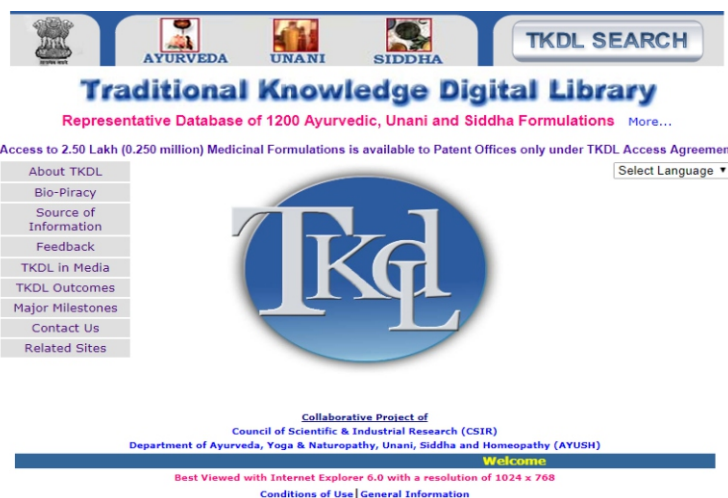 AYURVEDA UNANI SIDDHA
TKDL SEARCH
Traditional Knowledge Digital Library
Representative Database of 1200 Ayurvedic, Unani and Siddha Formulations More...
Access to 2.50 Lakh (0.250 million) Medicinal Formulations is available to Patent Offices only under TKDL Access Agreemen
Select Language
About TKDL
Bio-Piracy
Source of
Information
Feedback
TKDL in Media
TKDL Outcomes
Major Milestones
Contact Us
Related Sites
TKdL
Collaborative Project of
Council of Scientific & Industrial Research (CSIR)
Department of Ayurveda, Yoga & Naturopathy, Unani, Siddha and Homeopathy (AYUSH)
Welcome
Best Viewed with Internet Explorer 6.0 with a resolution of 1024 x 768
Conditions of Use|General Information